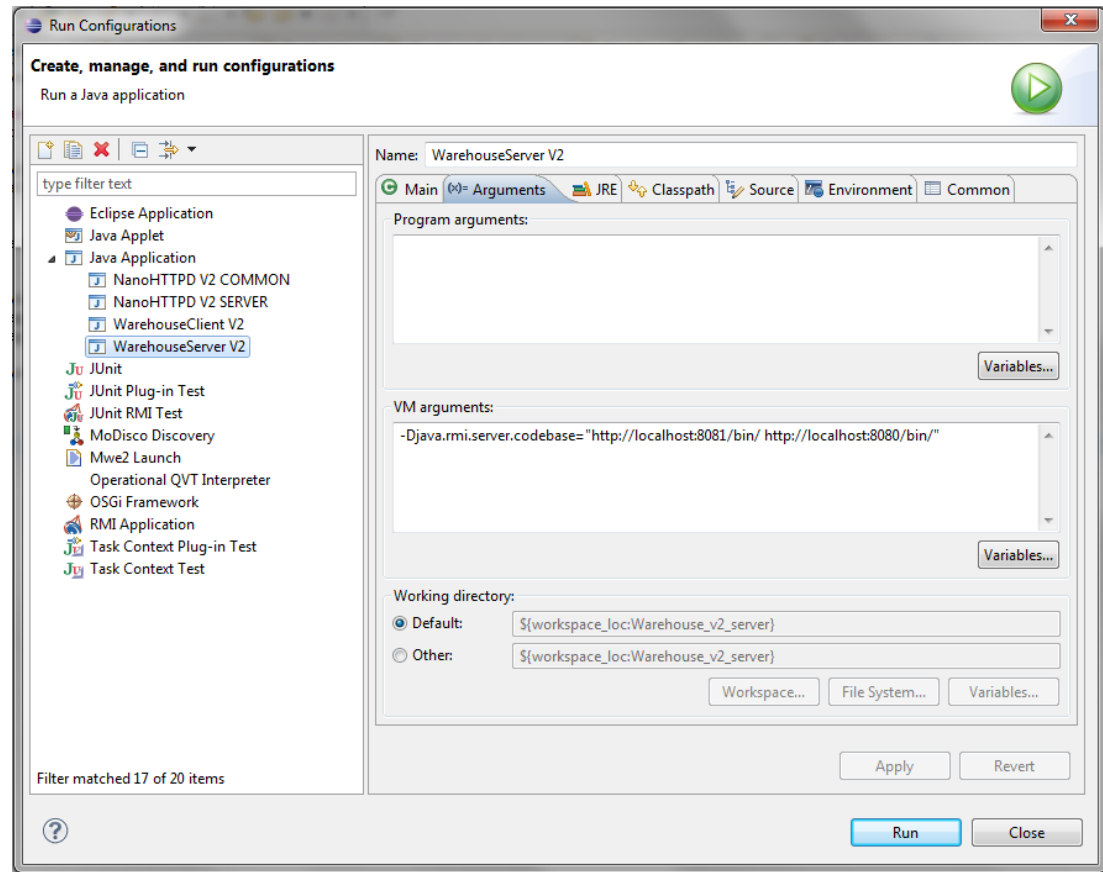 Run Configurations
Create, manage, and run configurations
Run a Java application
type filter text
Eclipse Application
Java Applet
Java Application
NanoHTTPD V2 COMMON
NanoHTTPD V2 SERVER
WarehouseClient V2
WarehouseServer V2
JUnit
JUnit Plug-in Test
JUnit RMI Test
MoDisco Discovery
Mwe2 Launch
Operational QVT Interpreter
OSGi Framework
RMI Application
Task Context Plug-in Test
Task Context Test
Filter matched 17 of 20 items
Name: WarehouseServer V2
Main (x)= Arguments JRE Classpath Source Environment Common
Program arguments:
Variables...
VM arguments:
-Djava.rmi.server.codebase="http://localhost:8081/bin/ http://localhost:8080/bin/"
Variables...
Working directory:
Default: ${workspace_loc:Warehouse_v2_server}
Other: ${workspace_loc:Warehouse_v2_server}
Workspace... File System... Variables...
Apply Revert
Run Close